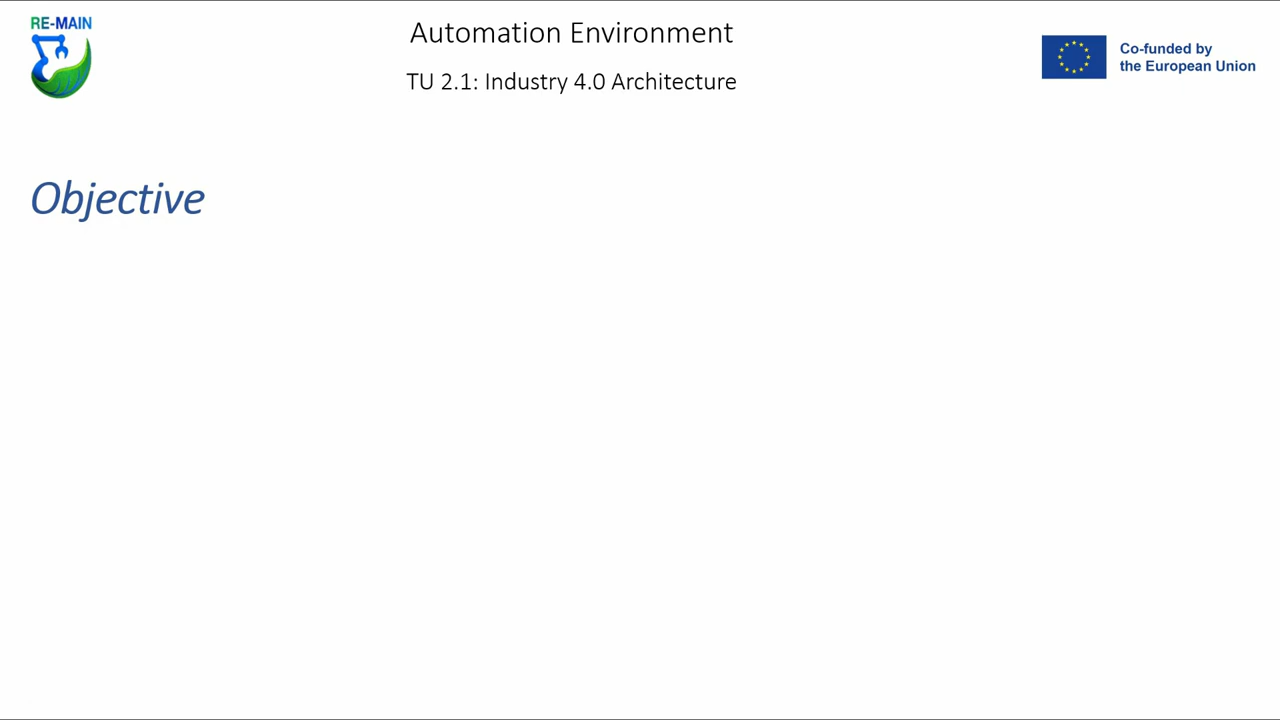 RE-MAIN
Automation Environment
TU 2.1: Industry 4.0 Architecture
Co-funded by
the European Union
Objective